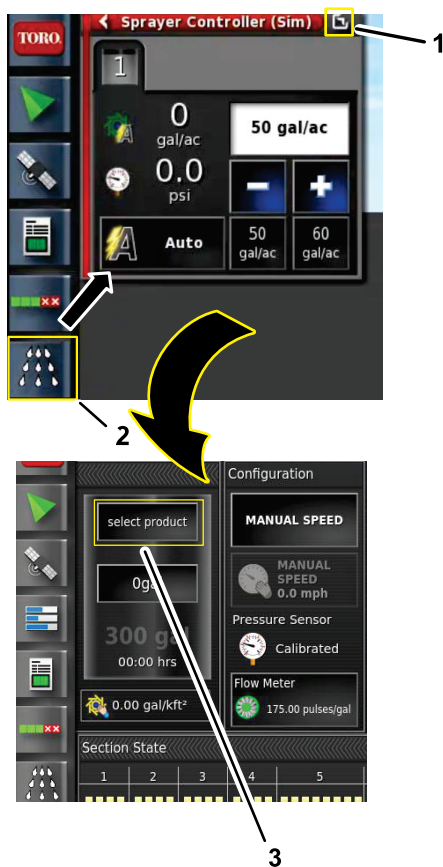 TORO.
Sprayer Controller (Sim)
1
1
0
gal/ac
50 gal/ac
0.0
psi
Auto
50
gal/ac
60
gal/ac
2
select product
0ga
300 gal
00:00 hrs
0.00 gal/kft²
Configuration
MANUAL SPEED
MANUAL
SPEED
0.0 mph
Pressure Sensor
Calibrated
Flow Meter
175.00 pulses/gal
Section State
1 2 3 4 5
3